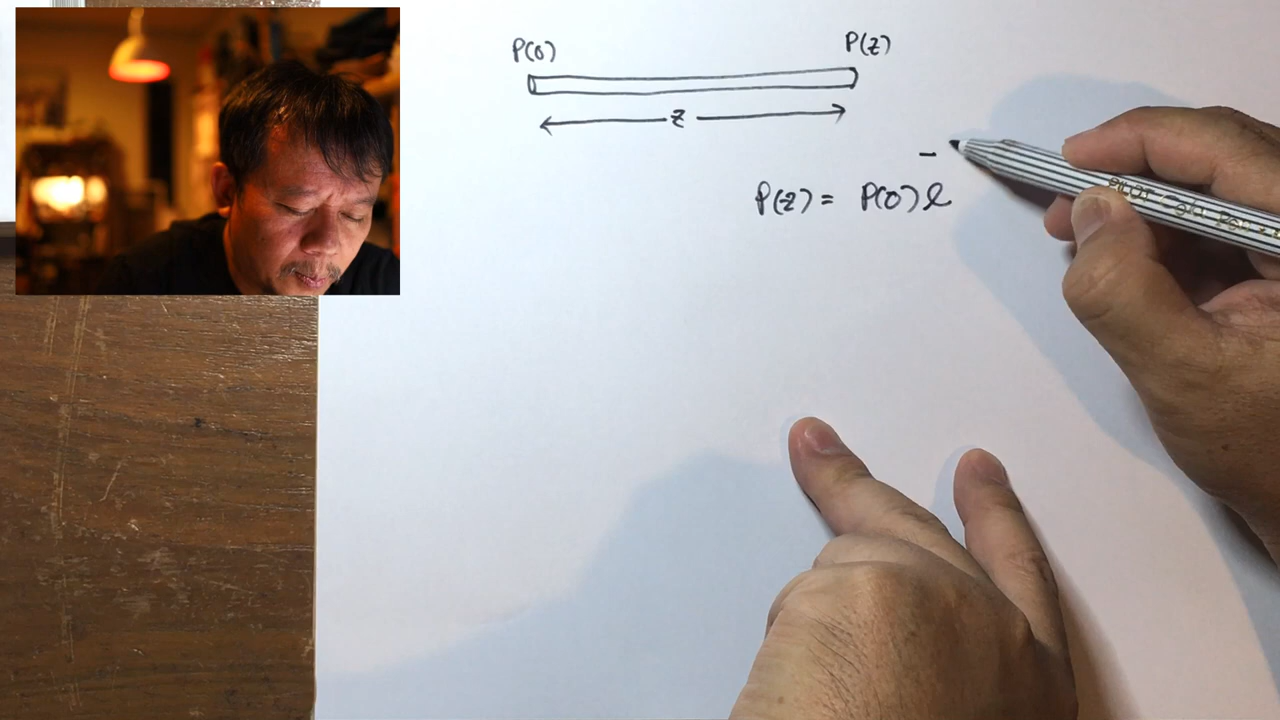 P(0)
P(z)
z
P(z) = P(0) e -